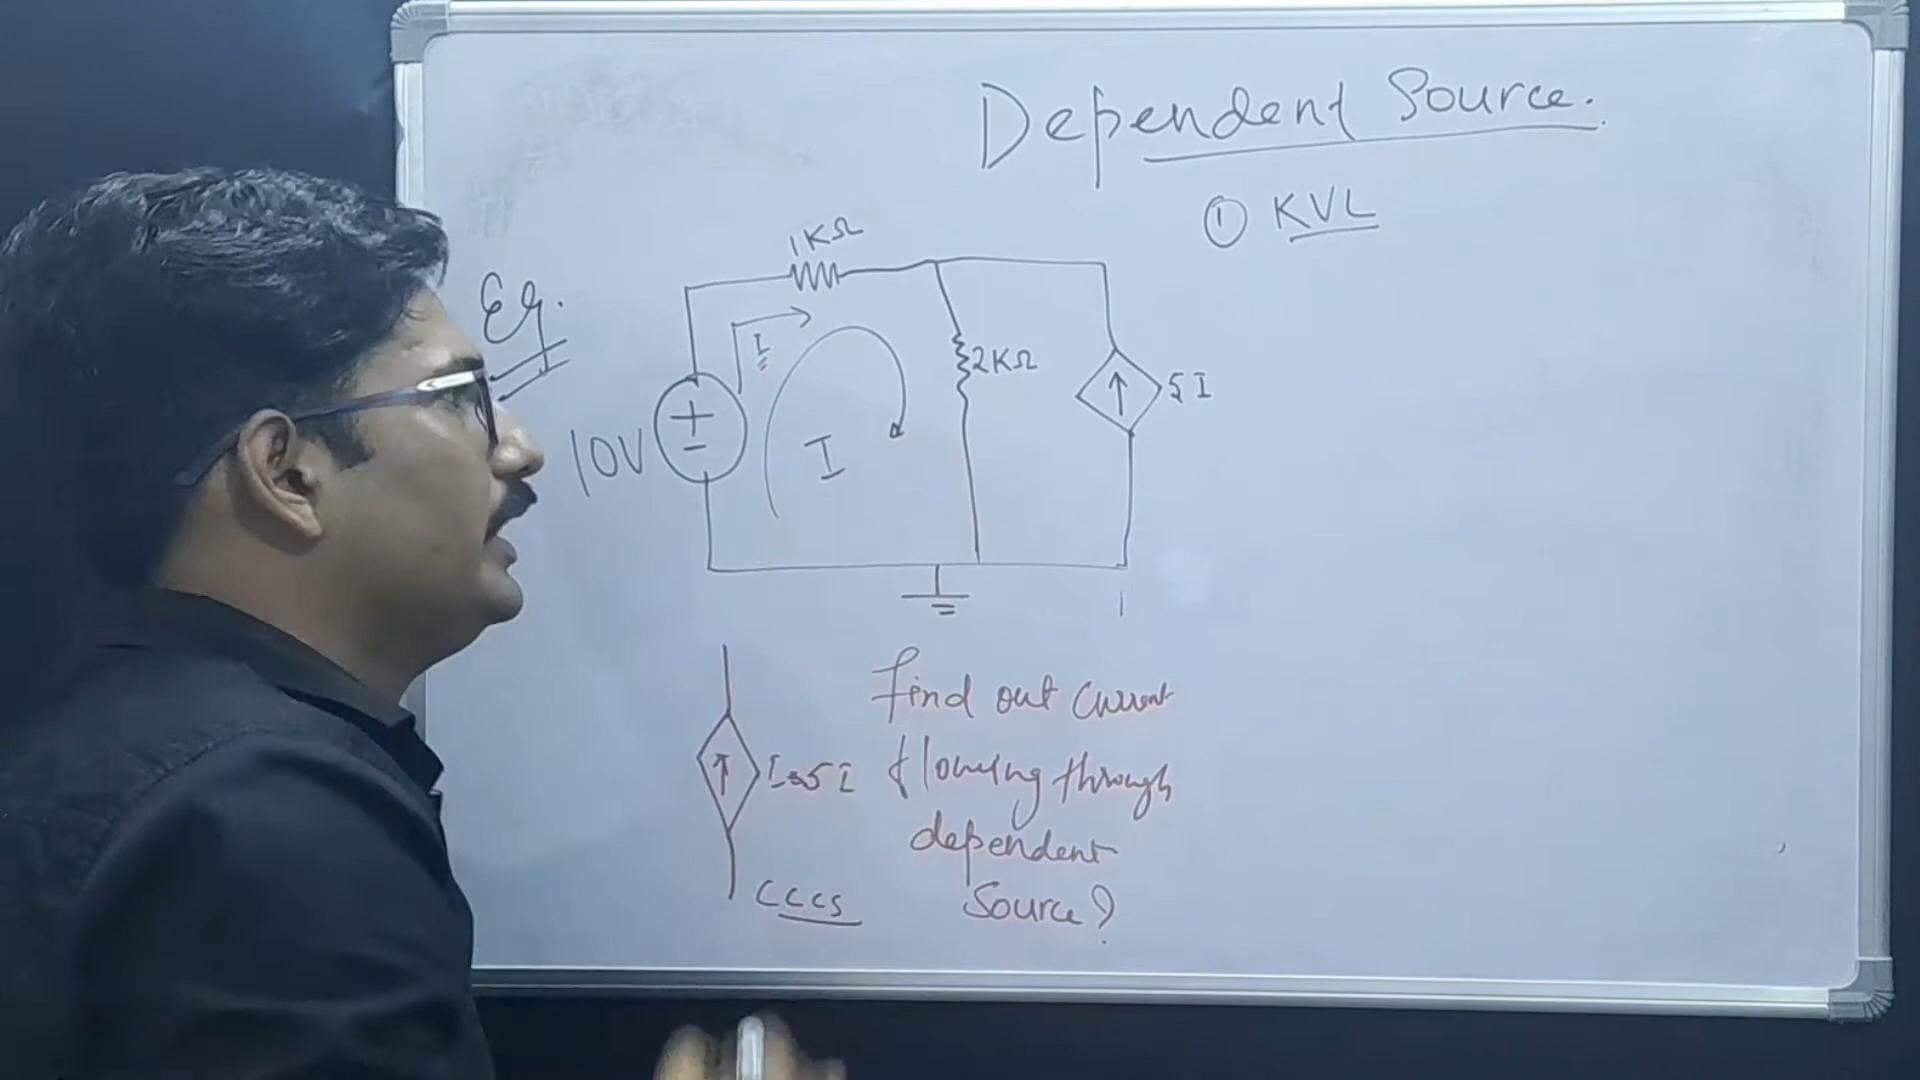 Dependent Source.
① KVL
Eg.
1KΩ
I
2KΩ
5I
10V
+
-
I
Find out Current
flowing through
dependent
Source?
I=5I
CCCS